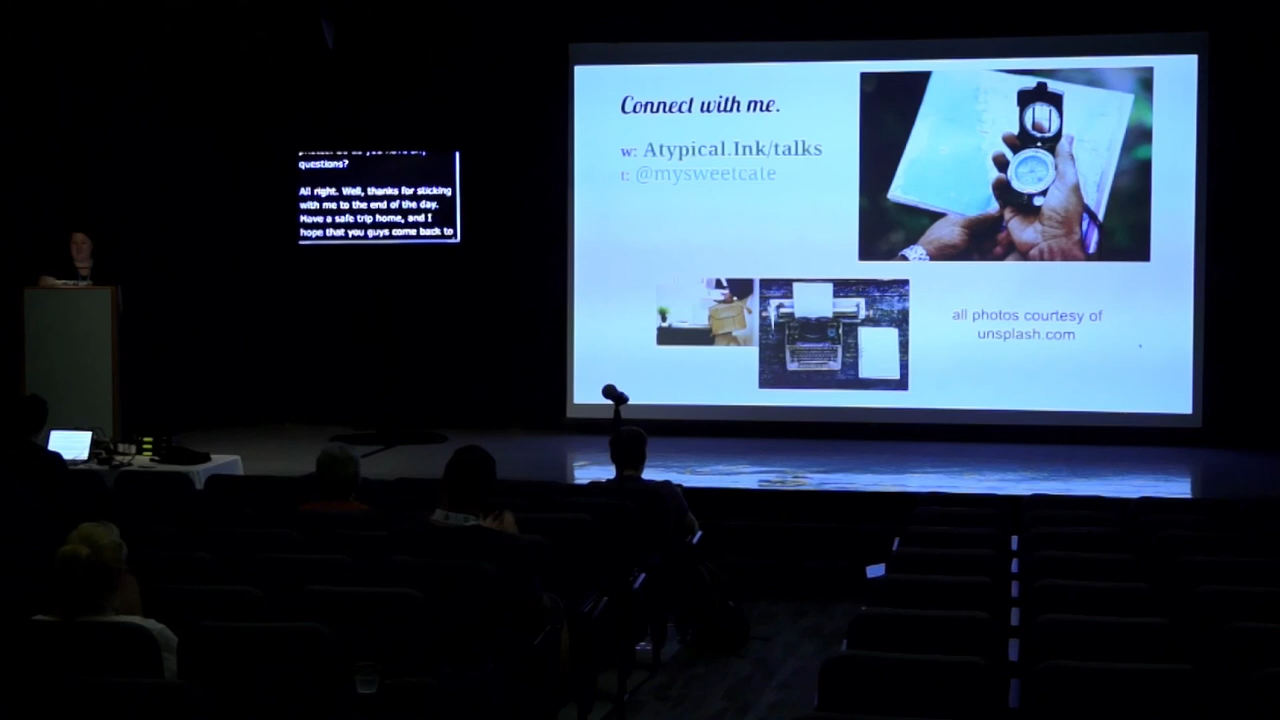 questions?
All right. Well, thanks for sticking
with me to the end of the day.
Have a safe trip home, and I
hope that you guys come back to
Connect with me.
w: Atypical.Ink/talks
t: @mysweetcate
all photos courtesy of
unsplash.com